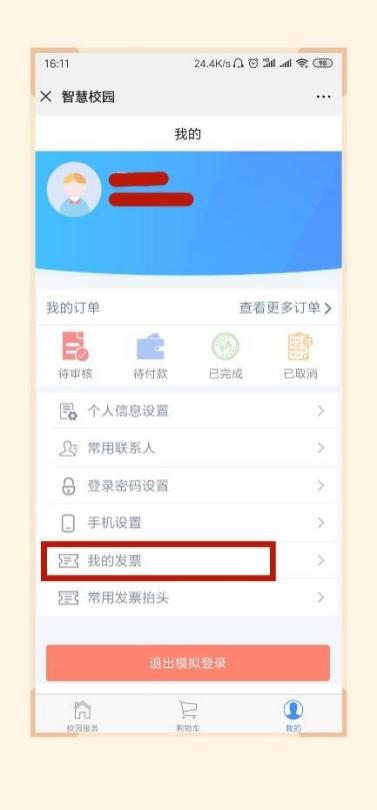 16:11 24.4K/s 98
智慧校园 ...
我的
我的订单 查看更多订单
待审核 待付款 已完成 已取消
个人信息设置
常用联系人
登录密码设置
手机设置
我的发票
常用发票抬头
退出模拟登录
校园服务 购物车 我的